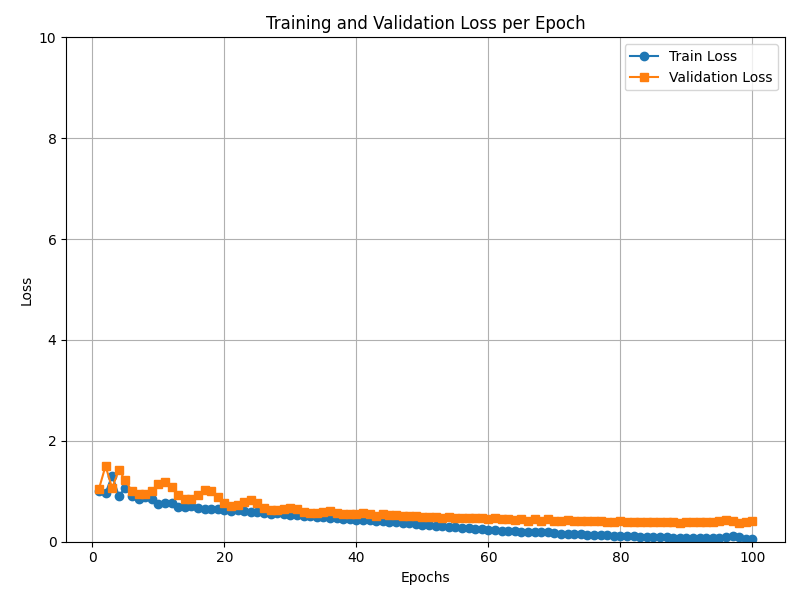 Training and Validation Loss per Epoch
Train Loss
Validation Loss
10
8
6
4
2
0
Loss
0 20 40 60 80 100
Epochs